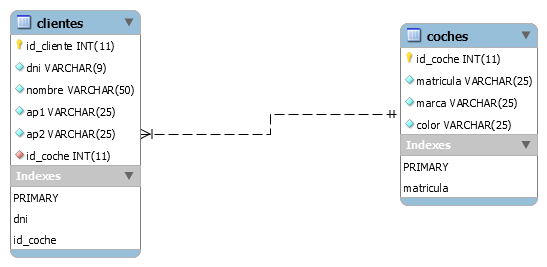 clientes
id_cliente INT(11)
dni VARCHAR(9)
nombre VARCHAR(50)
ap1 VARCHAR(25)
ap2 VARCHAR(25)
id_coche INT(11)
Indexes
PRIMARY
dni
id_coche
coches
id_coche INT(11)
matricula VARCHAR(25)
marca VARCHAR(25)
color VARCHAR(25)
Indexes
PRIMARY
matricula